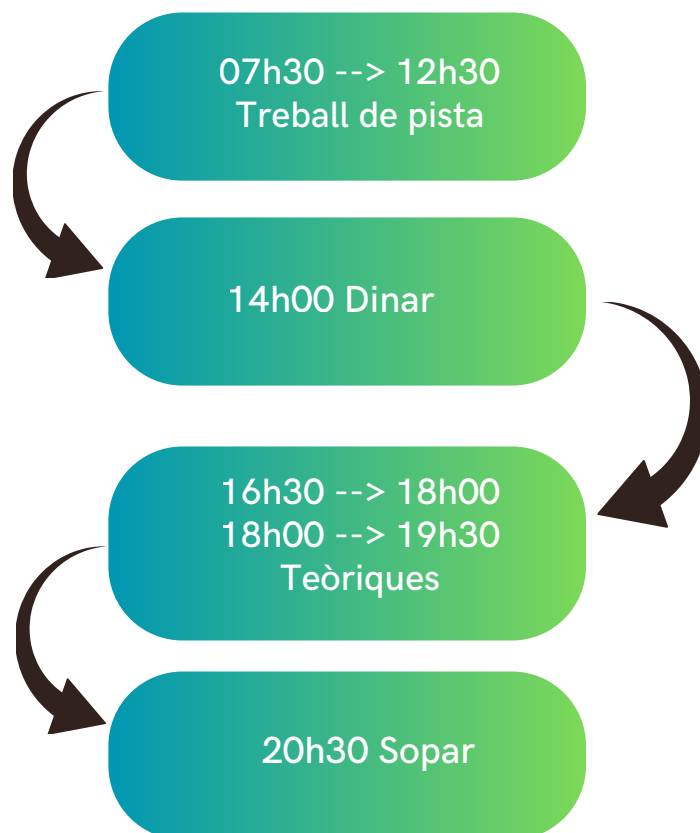 07h30 --> 12h30
Treball de pista
14h00 Dinar
16h30 --> 18h00
18h00 --> 19h30
Teòriques
20h30 Sopar